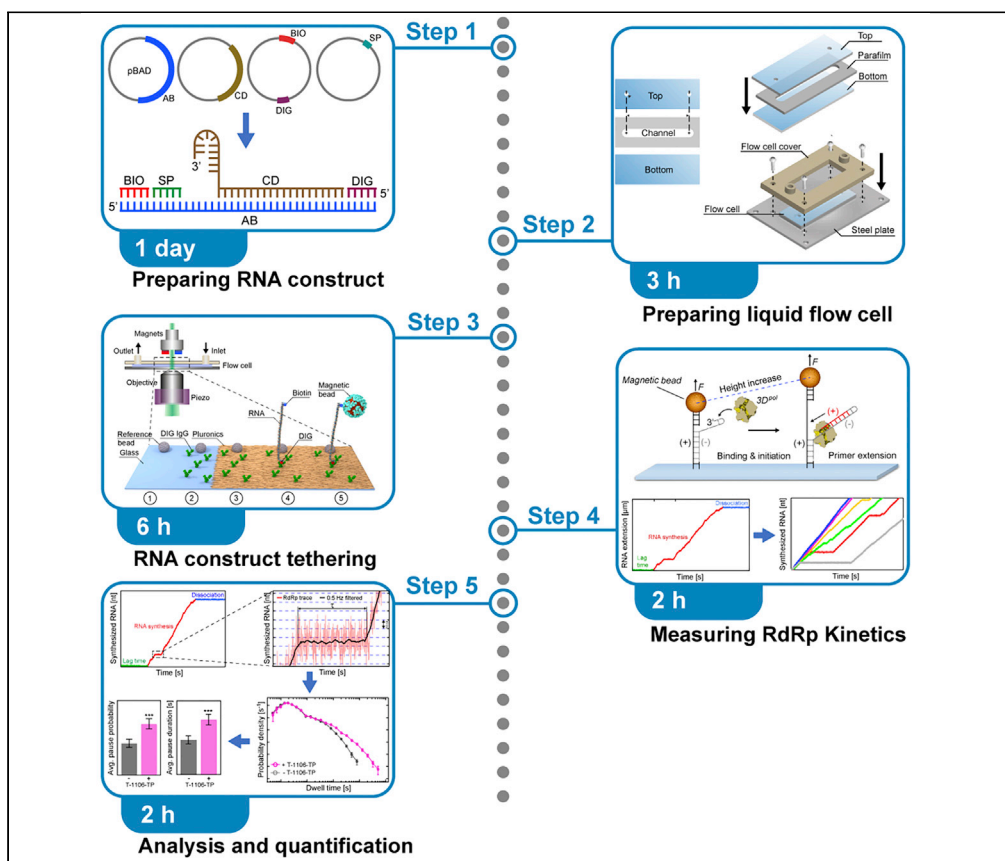 Step 1
pBAD
AB
CD
BIO
DIG
SP
3'
BIO
SP
CD
DIG
5'
5'
AB
1 day
Preparing RNA construct
Step 2
Top
Parafilm
Bottom
Top
Channel
Bottom
Flow cell cover
Flow cell
Steel plate
3 h
Preparing liquid flow cell
Step 3
Magnets
Outlet
Inlet
Flow cell
Objective
Piezo
Biotin
Magnetic
bead
RNA
Reference
bead
DIG IgG
Pluronics
DIG
Glass
1
2
3
4
5
6 h
RNA construct tethering
Step 4
F
Magnetic bead
F
Height increase
3Dpol
3'
(+)
(-)
(+)
(-)
(+)
Binding & initiation
Primer extension
RNA extension [µm]
Dissociation
RNA synthesis
Lag
time
Time [s]
Synthesized RNA [nt]
Time [s]
2 h
Measuring RdRp Kinetics
Step 5
Synthesized RNA [nt]
Dissociation
RNA synthesis
Lag time
Time [s]
Synthesized RNA [nt]
RdRp trace
0.5 Hz filtered
Time [s]
Avg. pause probability
***
-
+
T-1106-TP
Avg. pause duration [s]
***
-
+
T-1106-TP
Probability density [s-1]
+ T-1106-TP
- T-1106-TP
Dwell time [s]
2 h
Analysis and quantification